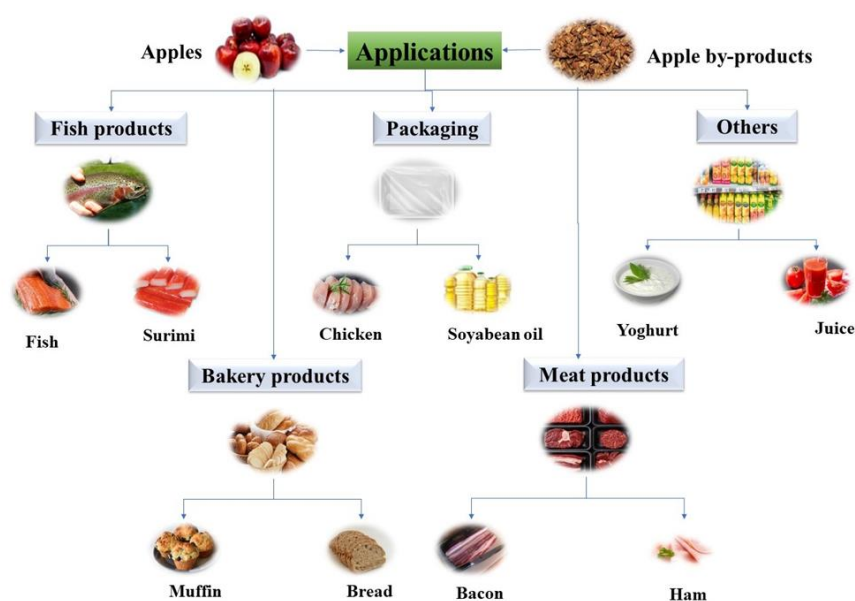 Apples
Applications
Apple by-products
Fish products
Packaging
Others
Fish
Surimi
Chicken
Soyabean oil
Yoghurt
Juice
Bakery products
Meat products
Muffin
Bread
Bacon
Ham